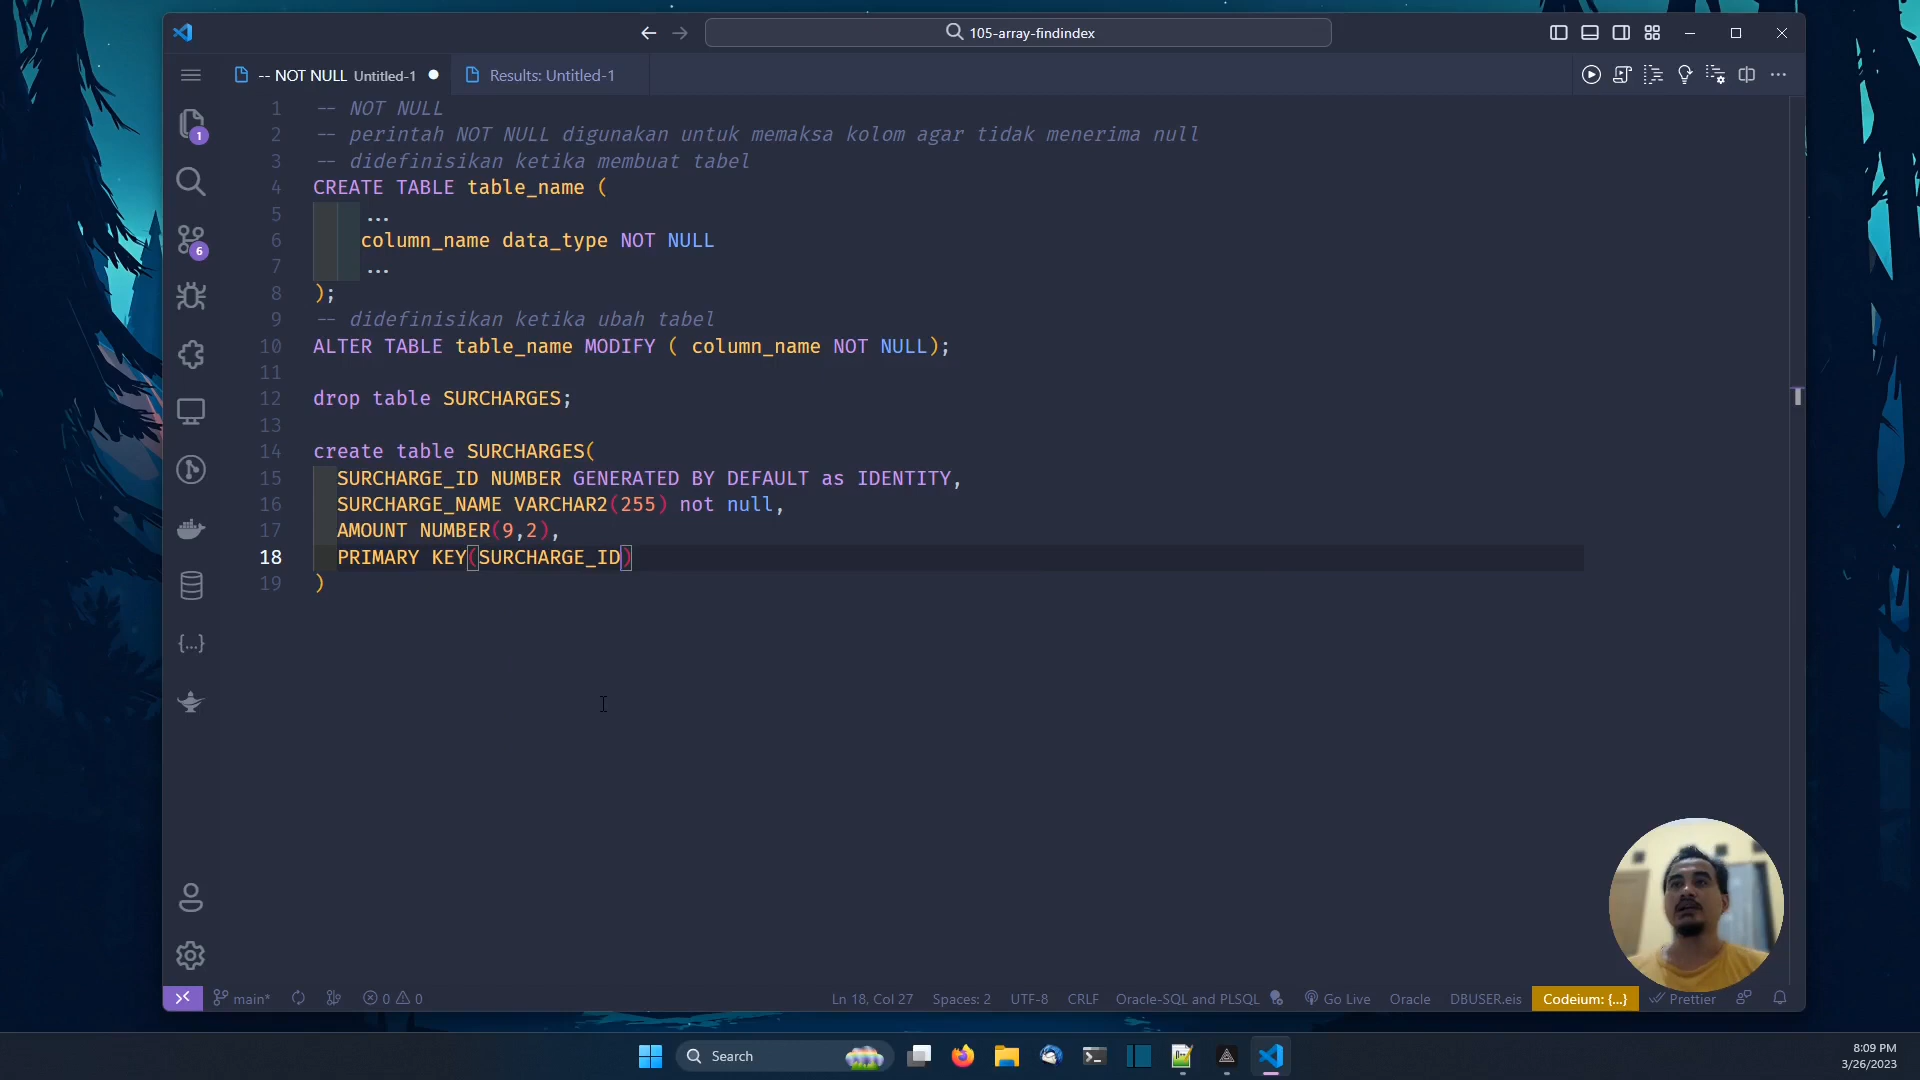 105-array-findindex
-- NOT NULL Untitled-1
Results: Untitled-1
1 -- NOT NULL
2 -- perintah NOT NULL digunakan untuk memaksa kolom agar tidak menerima null
3 -- didefinisikan ketika membuat tabel
4 CREATE TABLE table_name (
5 ...
6 column_name data_type NOT NULL
7 ...
8 );
9 -- didefinisikan ketika ubah tabel
10 ALTER TABLE table_name MODIFY ( column_name NOT NULL);
11
12 drop table SURCHARGES;
13
14 create table SURCHARGES(
15 SURCHARGE_ID NUMBER GENERATED BY DEFAULT as IDENTITY,
16 SURCHARGE_NAME VARCHAR2(255) not null,
17 AMOUNT NUMBER(9,2),
18 PRIMARY KEY(SURCHARGE_ID)
19 )
1
6
main* 0 0 Ln 18, Col 27 Spaces: 2 UTF-8 CRLF Oracle-SQL and PLSQL Go Live Oracle DBUSER.eis Codeium: {...} Prettier
Search
8:09 PM
3/26/2023